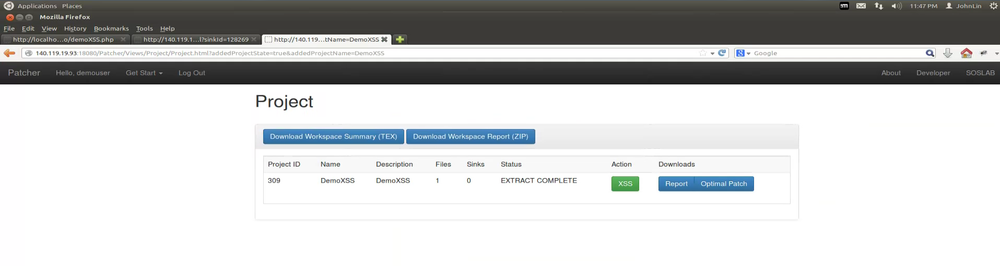 Applications Places
11:47 PM JohnLin
Mozilla Firefox
File Edit View History Bookmarks Tools Help
http://localho...o/demoXSS.php http://140.119.1...l?sinkId=128269 http://140.119...tName=DemoXSS
140.119.19.93:18080/Patcher/Views/Project/Project.html?addedProjectState=true&addedProjectName=DemoXSS Google
Patcher Hello, demouser Get Start Log Out About Developer SOSLAB
Project
Download Workspace Summary (TEX) Download Workspace Report (ZIP)
Project ID Name Description Files Sinks Status Action Downloads
309 DemoXSS DemoXSS 1 0 EXTRACT COMPLETE XSS Report Optimal Patch